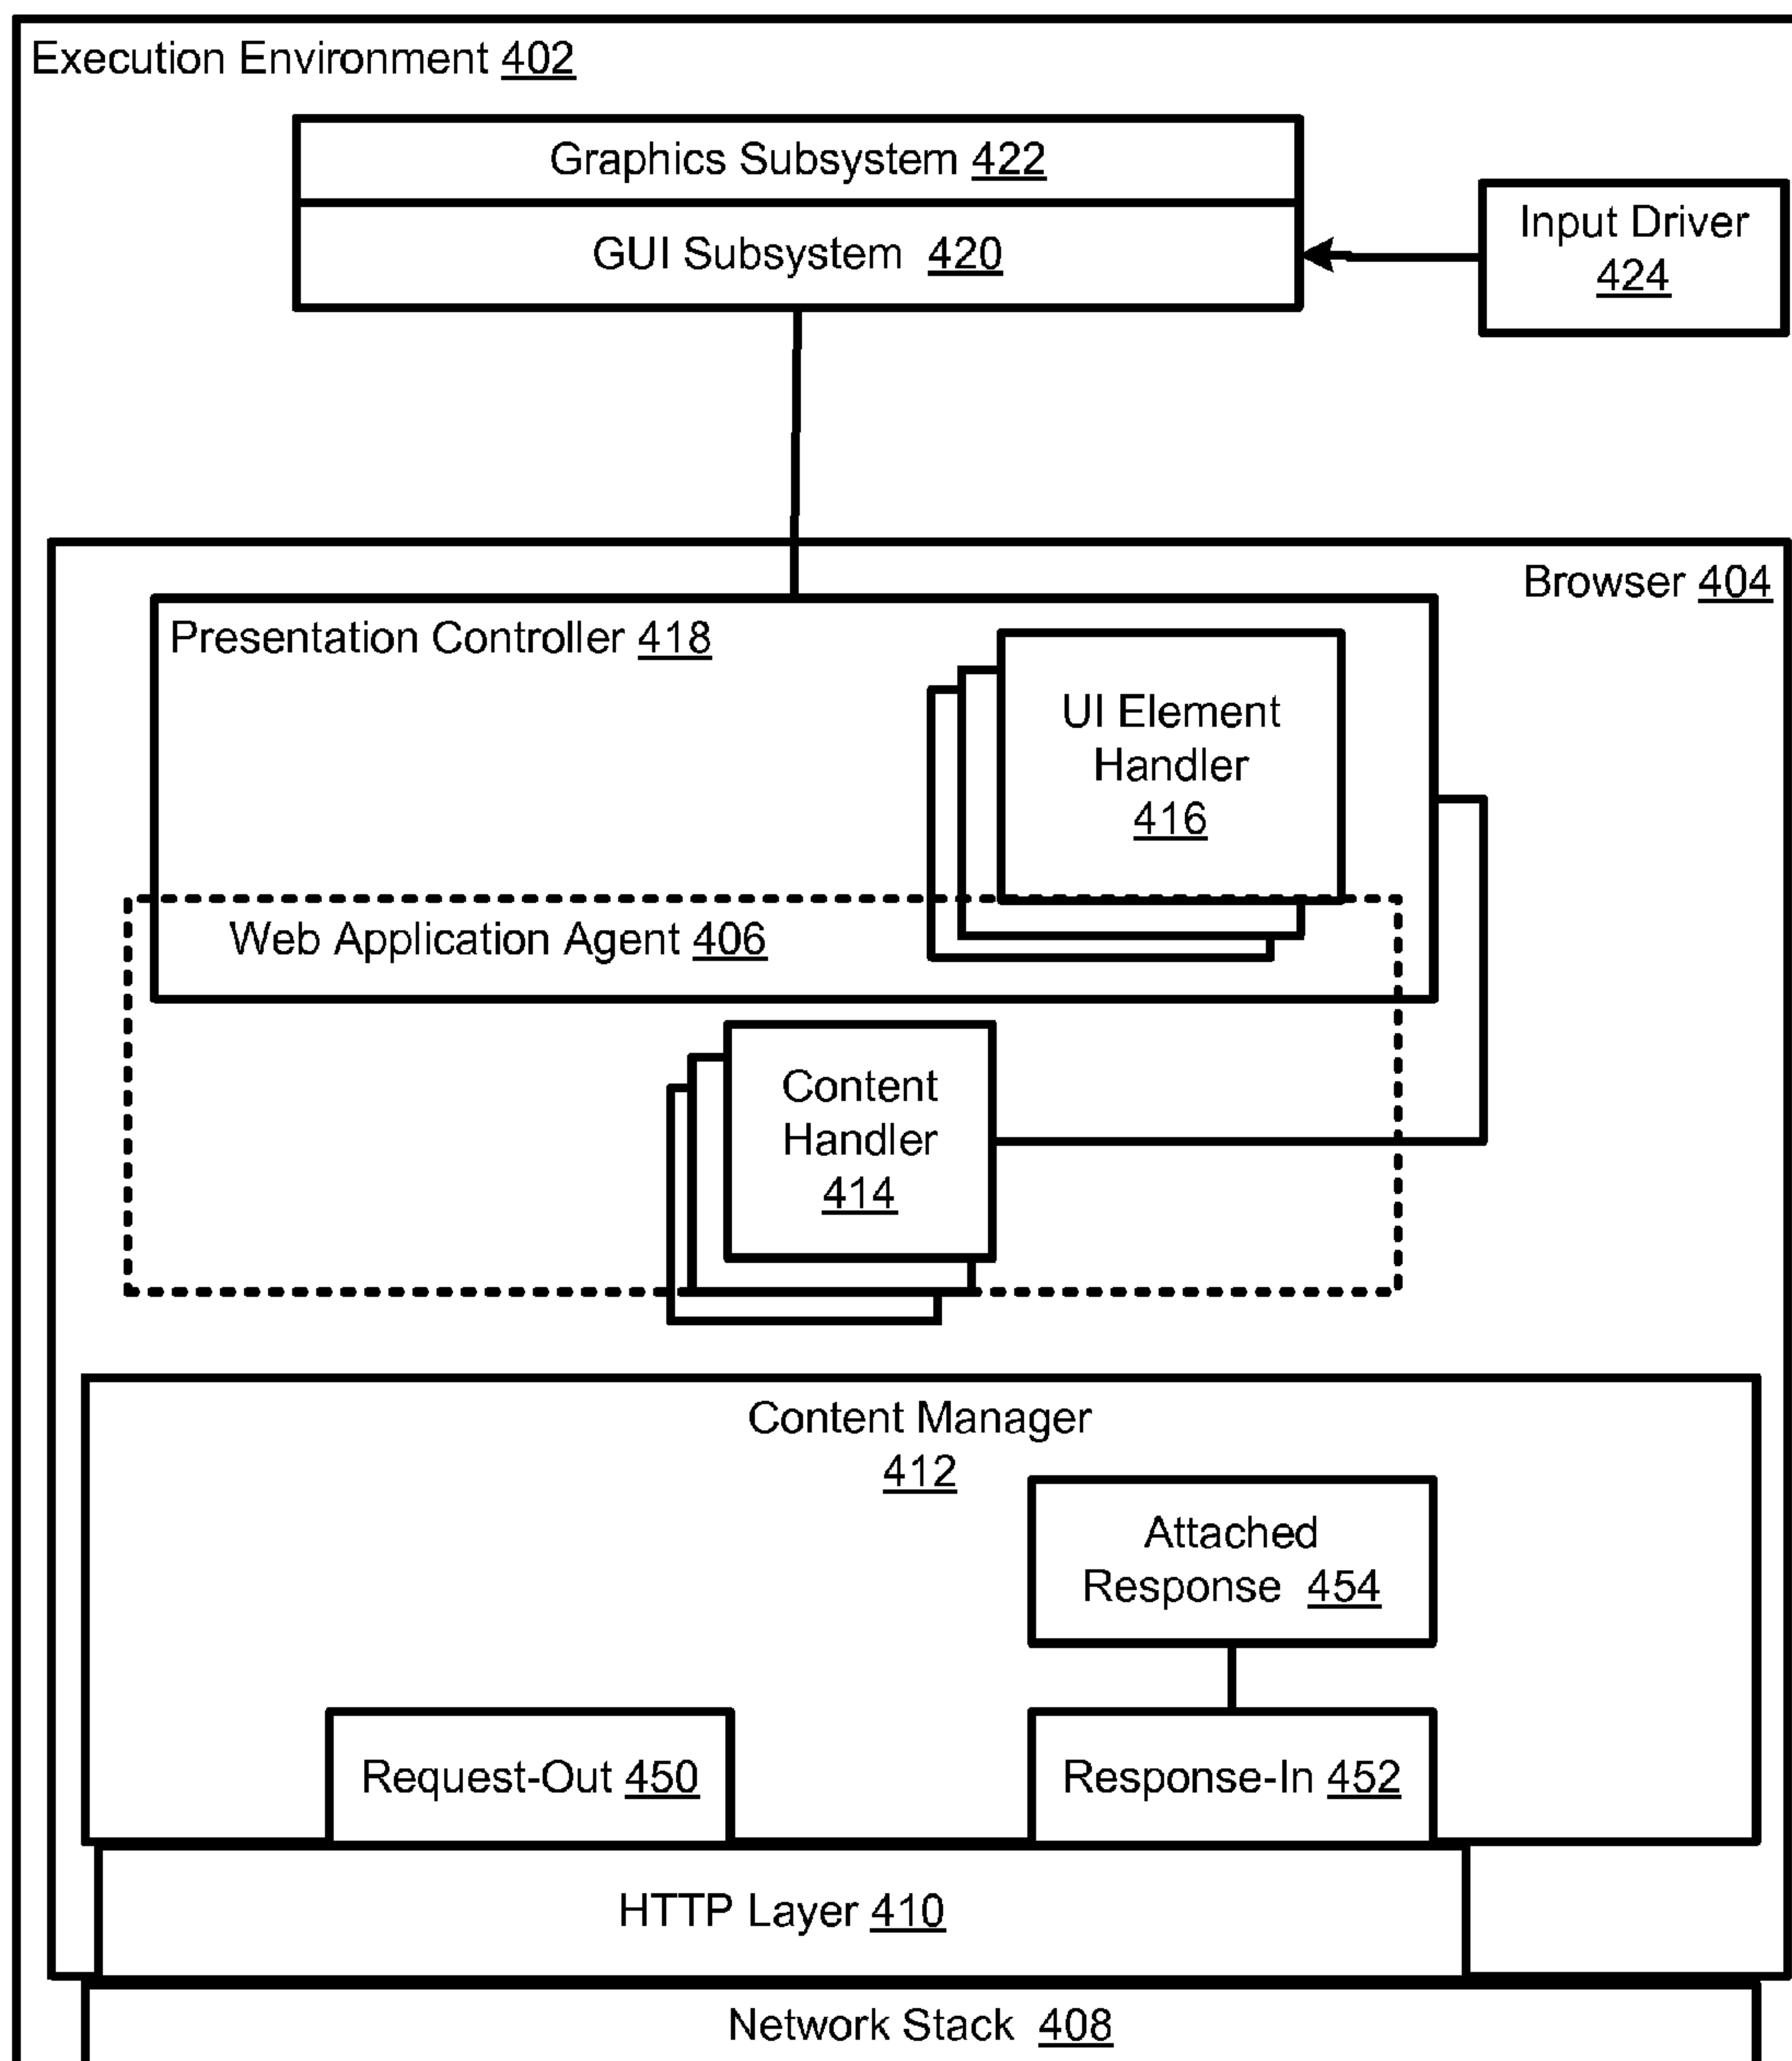 Execution Environment 402
Graphics Subsystem 422
GUI Subsystem 420
Input Driver
424
Browser 404
Presentation Controller 418
UI Element
Handler
416
Web Application Agent 406
Content
Handler
414
Content Manager
412
Attached
Response 454
Request-Out 450
Response-In 452
HTTP Layer 410
Network Stack 408